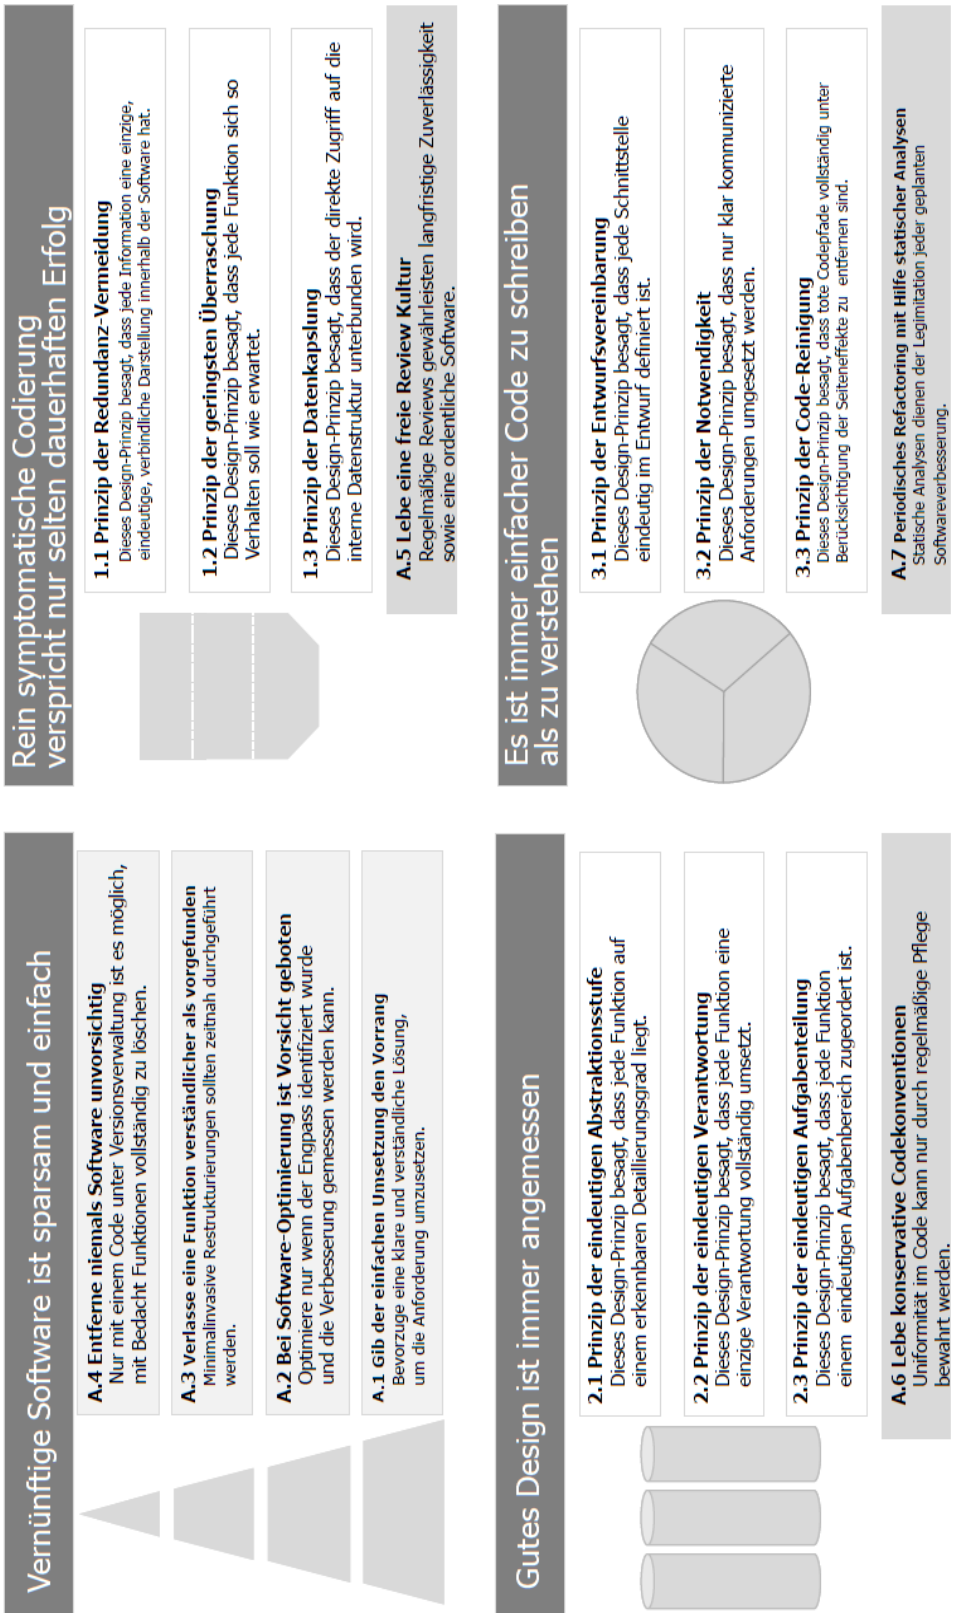 Vernünftige Software ist sparsam und einfach
A.4 Entferne niemals Software unvorsichtig
Nur mit einem Code unter Versionsverwaltung ist es möglich,
mit Bedacht Funktionen vollständig zu löschen.
A.3 Verlasse eine Funktion verständlicher als vorgefunden
Minimalinvasive Restrukturierungen sollten zeitnah durchgeführt
werden.
A.2 Bei Software-Optimierung ist Vorsicht geboten
Optimiere nur wenn der Engpass identifiziert wurde
und die Verbesserung gemessen werden kann.
A.1 Gib der einfachen Umsetzung den Vorrang
Bevorzuge eine klare und verständliche Lösung,
um die Anforderung umzusetzen.
Rein symptomatische Codierung
verspricht nur selten dauerhaften Erfolg
1.1 Prinzip der Redundanz-Vermeidung
Dieses Design-Prinzip besagt, dass jede Information eine einzige,
eindeutige, verbindliche Darstellung innerhalb der Software hat.
1.2 Prinzip der geringsten Überraschung
Dieses Design-Prinzip besagt, dass jede Funktion sich so
Verhalten soll wie erwartet.
1.3 Prinzip der Datenkapslung
Dieses Design-Prinzip besagt, dass der direkte Zugriff auf die
interne Datenstruktur unterbunden wird.
A.5 Lebe eine freie Review Kultur
Regelmäßige Reviews gewährleisten langfristige Zuverlässigkeit
sowie eine ordentliche Software.
Gutes Design ist immer angemessen
2.1 Prinzip der eindeutigen Abstraktionsstufe
Dieses Design-Prinzip besagt, dass jede Funktion auf
einem erkennbaren Detaillierungsgrad liegt.
2.2 Prinzip der eindeutigen Verantwortung
Dieses Design-Prinzip besagt, dass jede Funktion eine
einzige Verantwortung vollständig umsetzt.
2.3 Prinzip der eindeutigen Aufgabenteilung
Dieses Design-Prinzip besagt, dass jede Funktion
einem eindeutigen Aufgabenbereich zugeordert ist.
A.6 Lebe konservative Codekonventionen
Uniformität im Code kann nur durch regelmäßige Pflege
bewahrt werden.
Es ist immer einfacher Code zu schreiben
als zu verstehen
3.1 Prinzip der Entwurfsvereinbarung
Dieses Design-Prinzip besagt, dass jede Schnittstelle
eindeutig im Entwurf definiert ist.
3.2 Prinzip der Notwendigkeit
Dieses Design-Prinzip besagt, dass nur klar kommunizierte
Anforderungen umgesetzt werden.
3.3 Prinzip der Code-Reinigung
Dieses Design-Prinzip besagt, dass tote Codepfade vollständig unter
Berücksichtigung der Seiteneffekte zu entfernen sind.
A.7 Periodisches Refactoring mit Hilfe statischer Analysen
Statische Analysen dienen der Legimitation jeder geplanten
Softwareverbesserung.